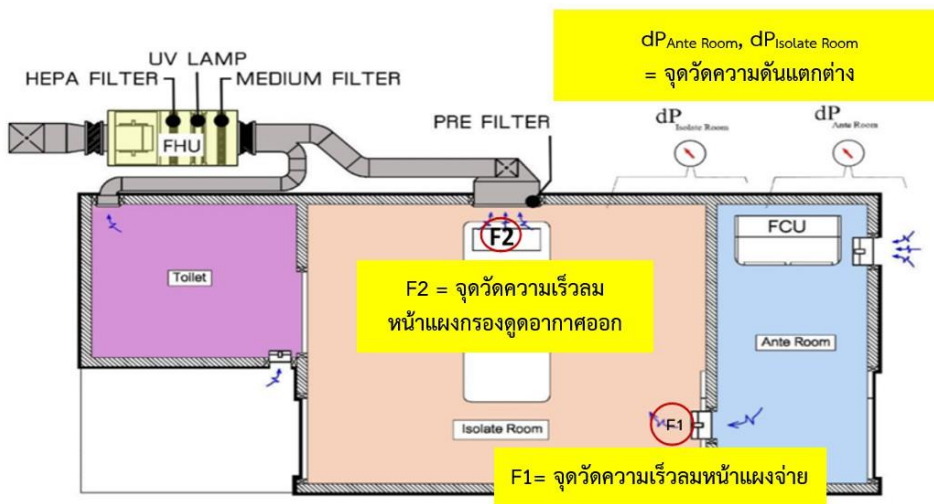 UV LAMP
HEPA FILTER
MEDIUM FILTER
FHU
PRE FILTER
dPAnte Room, dPIsolate Room
= จุดวัดความดันแตกต่าง
dP Isolate Room
dP Ante Room
F2
FCU
Toilet
F2 = จุดวัดความเร็วลม
หน้าแผงกรองดูดอากาศออก
Ante Room
Isolate Room
F1
F1= จุดวัดความเร็วลมหน้าแผงจ่าย